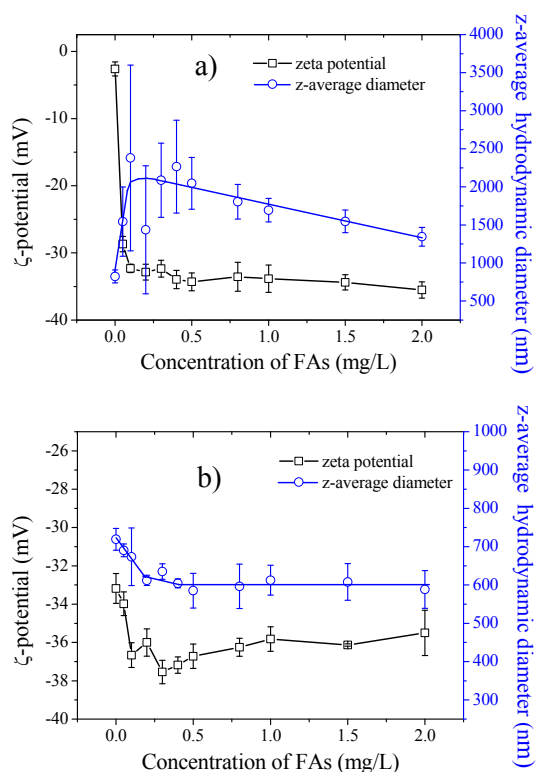 a)
zeta potential
z-average diameter
0
-10
-20
-30
-40
ζ-potential (mV)
4000
3500
3000
2500
2000
1500
1000
500
z-average hydrodynamic diameter (nm)
0.0 0.5 1.0 1.5 2.0
Concentration of FAs (mg/L)
b)
zeta potential
z-average diameter
-26
-28
-30
-32
-34
-36
-38
-40
ζ-potential (mV)
1000
900
800
700
600
500
400
300
z-average hydrodynamic diameter (nm)
0.0 0.5 1.0 1.5 2.0
Concentration of FAs (mg/L)